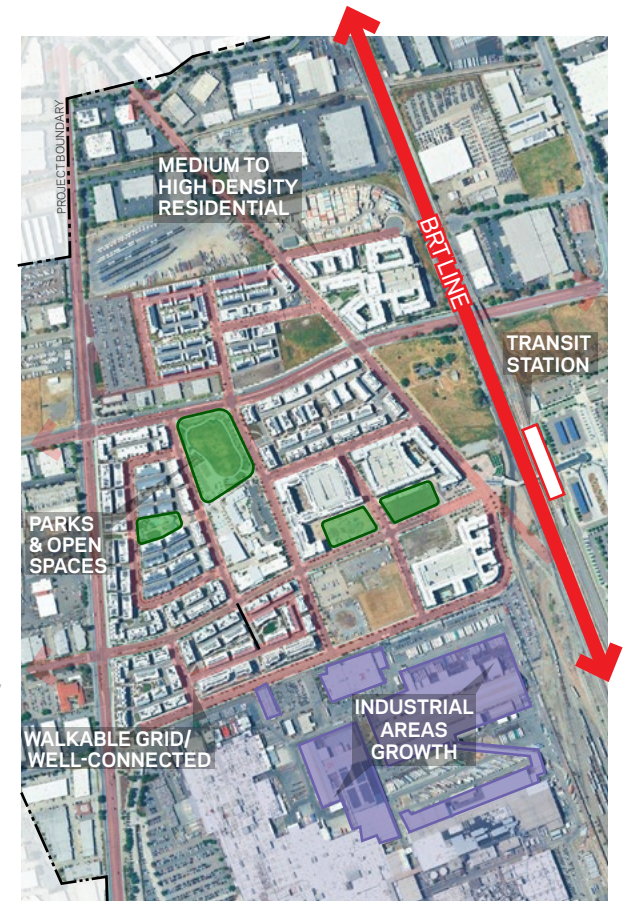 PROJECT BOUNDARY
MEDIUM TO
HIGH DENSITY
RESIDENTIAL
BRT LINE
TRANSIT
STATION
PARKS
& OPEN
SPACES
INDUSTRIAL
AREAS
GROWTH
WALKABLE GRID/
WELL-CONNECTED